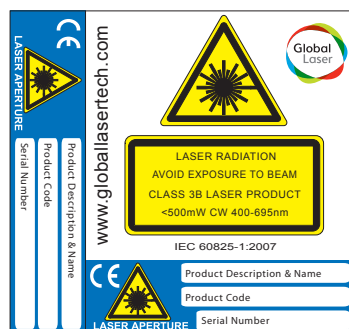 CE
LASER APERTURE
Product Description & Name
Product Code
Serial Number
www.globallasertech.com
Global
Laser
LASER RADIATION
AVOID EXPOSURE TO BEAM
CLASS 3B LASER PRODUCT
<500mW CW 400-695nm
IEC 60825-1:2007
CE
LASER APERTURE
Product Description & Name
Product Code
Serial Number